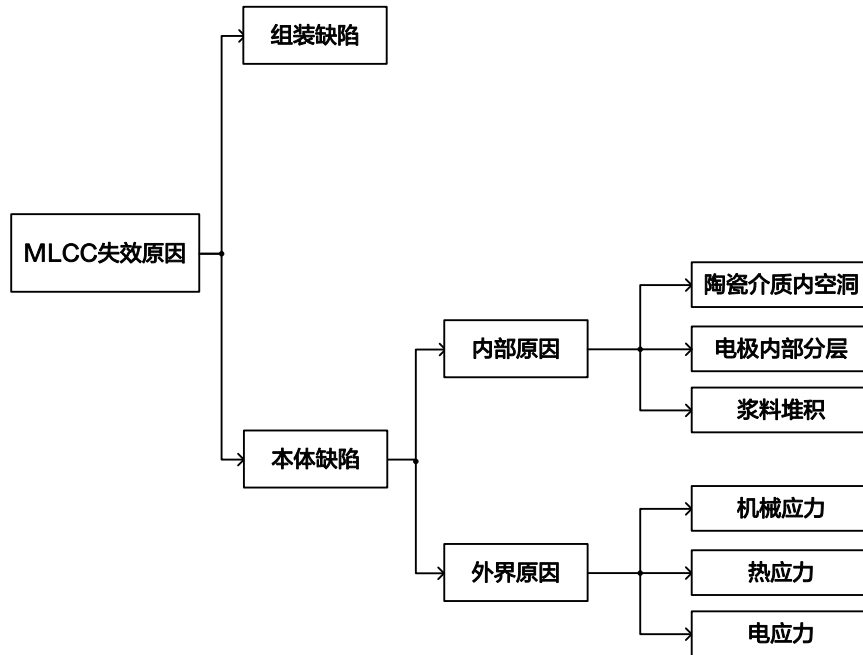 组装缺陷
MLCC失效原因
陶瓷介质内空洞
内部原因
电极内部分层
浆料堆积
本体缺陷
机械应力
外界原因
热应力
电应力